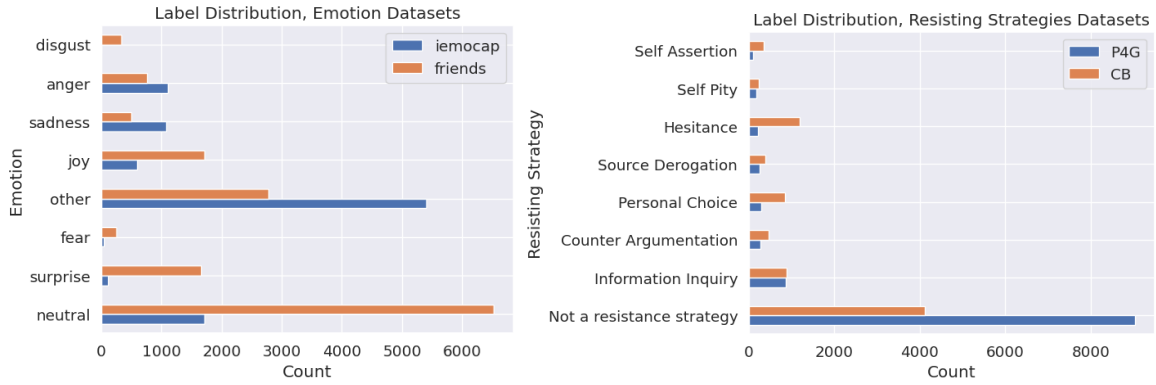 Label Distribution, Emotion Datasets
iemocap
friends
disgust
anger
sadness
joy
other
fear
surprise
neutral
Emotion
0 1000 2000 3000 4000 5000 6000
Count
Label Distribution, Resisting Strategies Datasets
P4G
CB
Self Assertion
Self Pity
Hesitance
Source Derogation
Personal Choice
Counter Argumentation
Information Inquiry
Not a resistance strategy
Resisting Strategy
0 2000 4000 6000 8000
Count